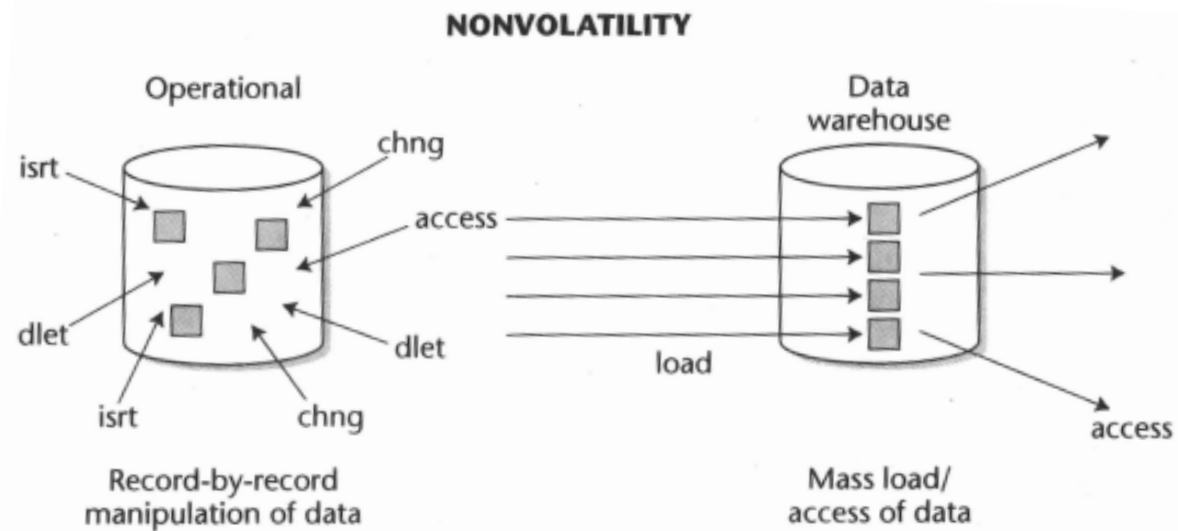 NONVOLATILITY
Operational
isrt
chng
access
dlet
dlet
isrt
chng
Record-by-record
manipulation of data
Data
warehouse
load
access
Mass load/
access of data